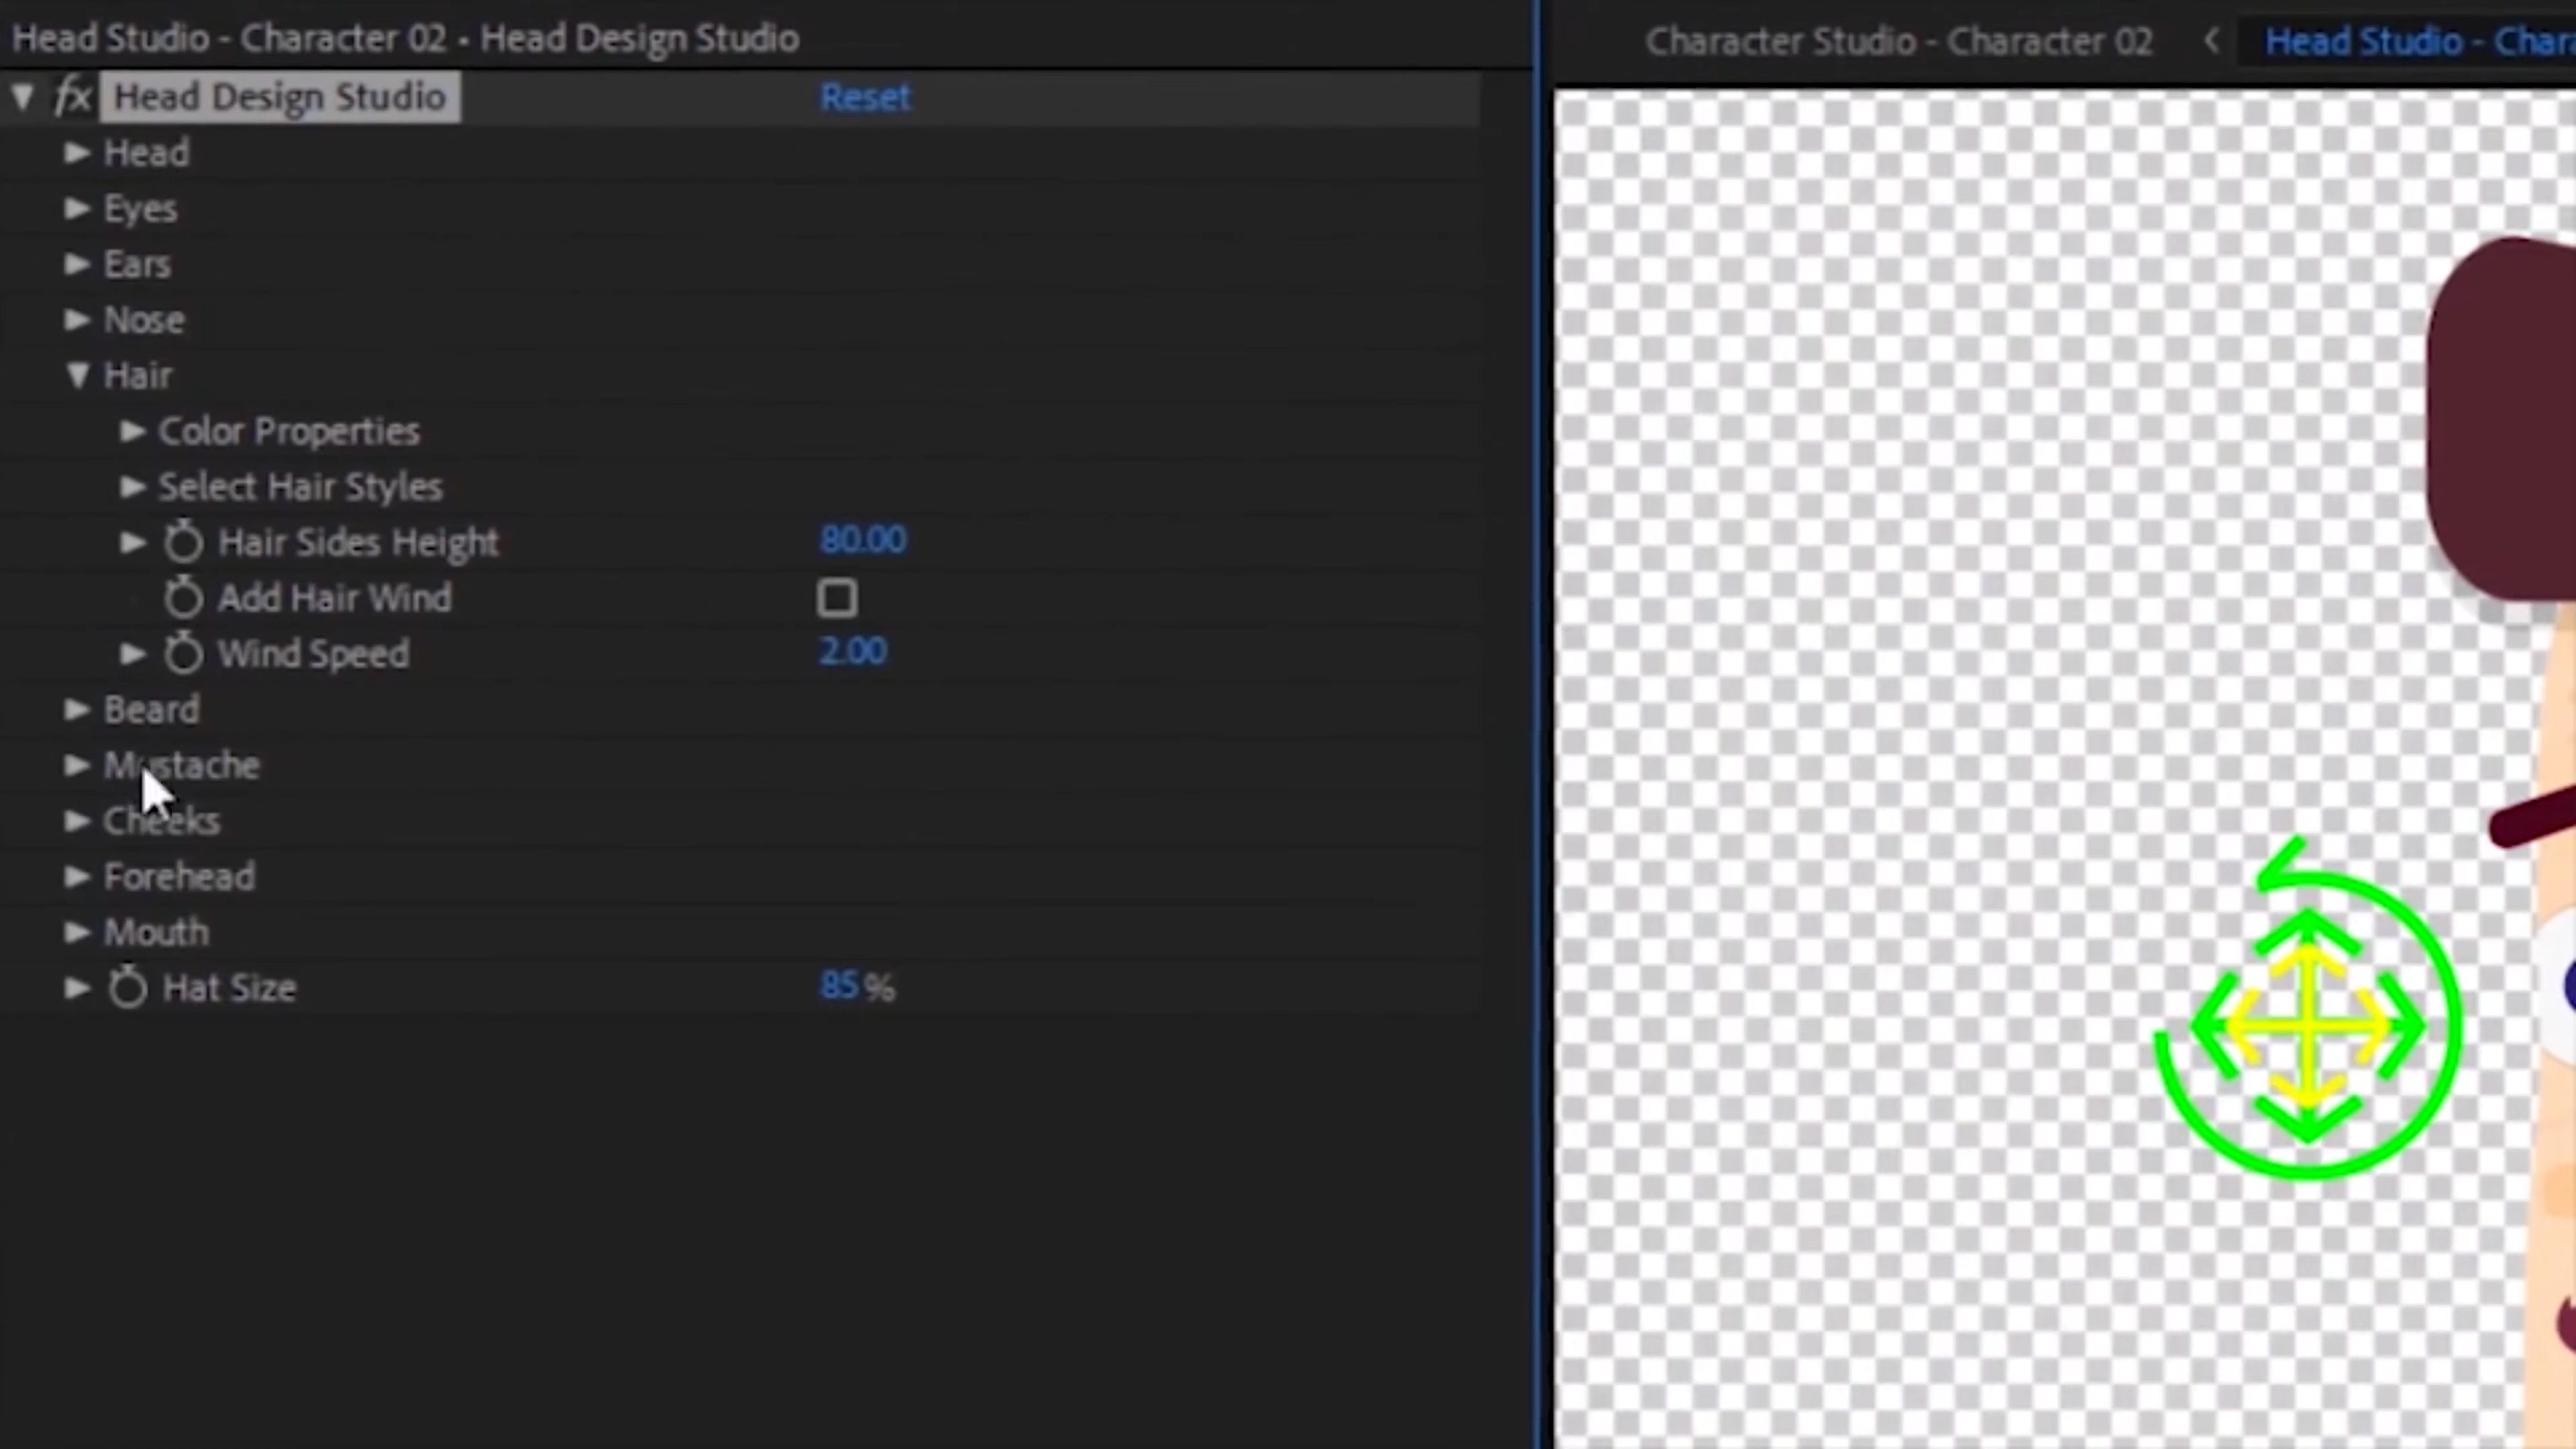 Head Studio - Character 02 • Head Design Studio
Character Studio - Character 02
Head Studio - Char
fx Head Design Studio Reset
Head
Eyes
Ears
Nose
Hair
Color Properties
Select Hair Styles
Hair Sides Height 80.00
Add Hair Wind
Wind Speed 2.00
Beard
Mustache
Cheeks
Forehead
Mouth
Hat Size 85 %